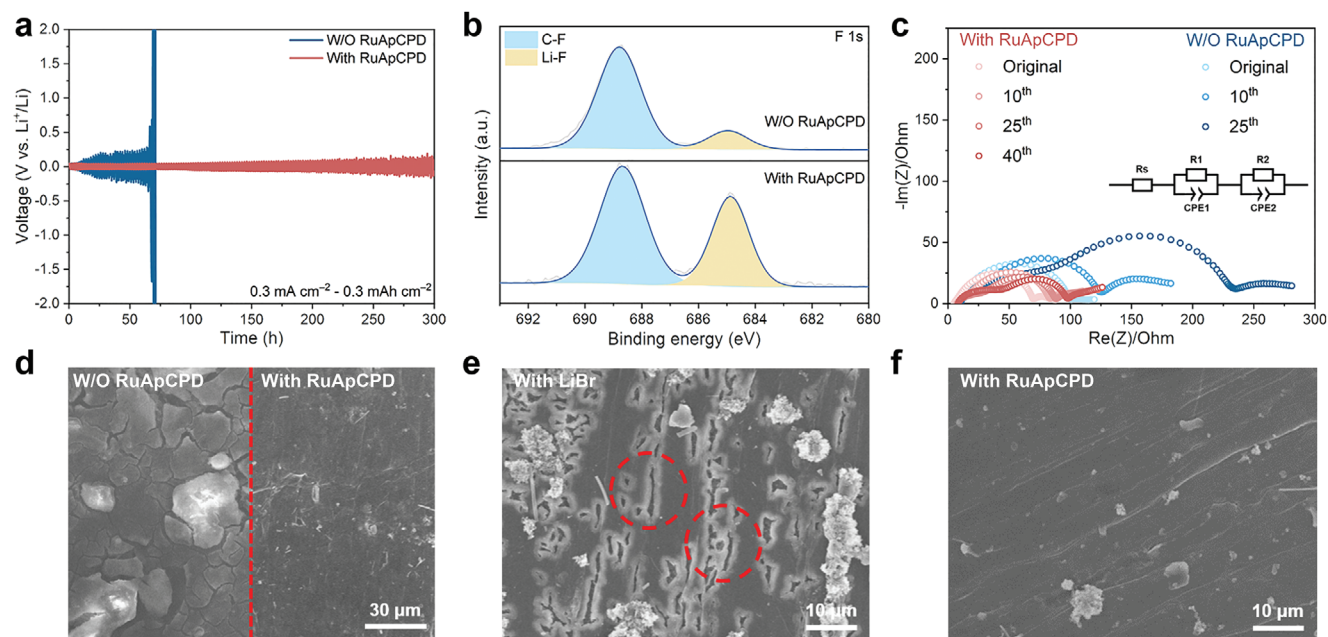 a
2.0
1.5
1.0
0.5
0.0
-0.5
-1.0
-1.5
-2.0
Voltage (V vs. Li⁺/Li)
W/O RuApCPD
With RuApCPD
0.3 mA cm⁻² - 0.3 mAh cm⁻²
0 50 100 150 200 250 300
Time (h)
b
Intensity (a.u.)
C-F
Li-F
F 1s
W/O RuApCPD
With RuApCPD
692 690 688 686 684 682 680
Binding energy (eV)
c
-Im(Z)/Ohm
200
150
100
50
0
With RuApCPD
Original
10th
25th
40th
W/O RuApCPD
Original
10th
25th
Rs R1 R2
CPE1 CPE2
0 50 100 150 200 250 300
Re(Z)/Ohm
d
W/O RuApCPD With RuApCPD
30 μm
e
With LiBr
10 μm
f
With RuApCPD
10 μm